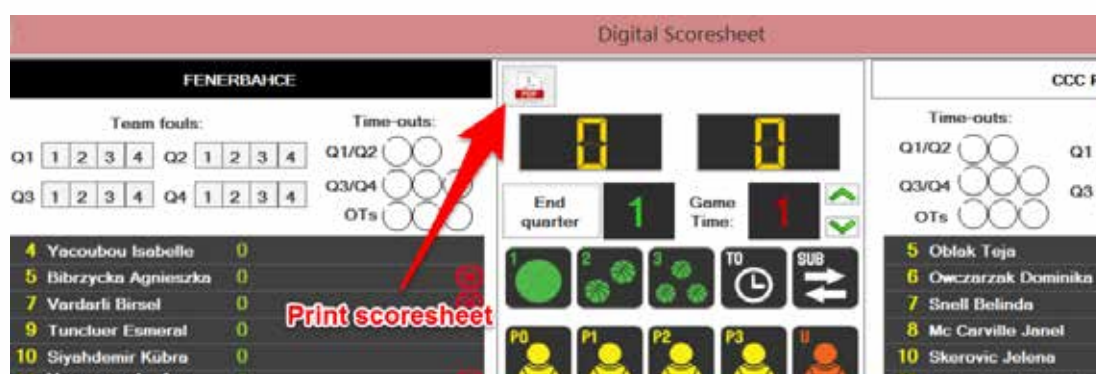 Digital Scoresheet
FENERBAHCE
CCC
PDF
Team fouls:
Time-outs:
Q1 1 2 3 4 Q2 1 2 3 4
Q1/Q2
Q3 1 2 3 4 Q4 1 2 3 4
Q3/Q4
OTs
0 0
End quarter
1
Game Time:
1
Time-outs:
Q1/Q2
Q1
Q3/Q4
Q3
OTs
4 Yacoubou Isabelle 0
5 Bibrzycka Agnieszka 0
7 Vardarli Birsel 0
9 Tuncluer Esmeral 0
10 Siyahdemir Kübra 0
Print scoresheet
1 2 3 TO SUB
P0 P1 P2 P3 U
5 Oblak Teja
6 Owczarzak Dominika
7 Snell Belinda
8 Mc Carville Janel
10 Skerovic Jelena